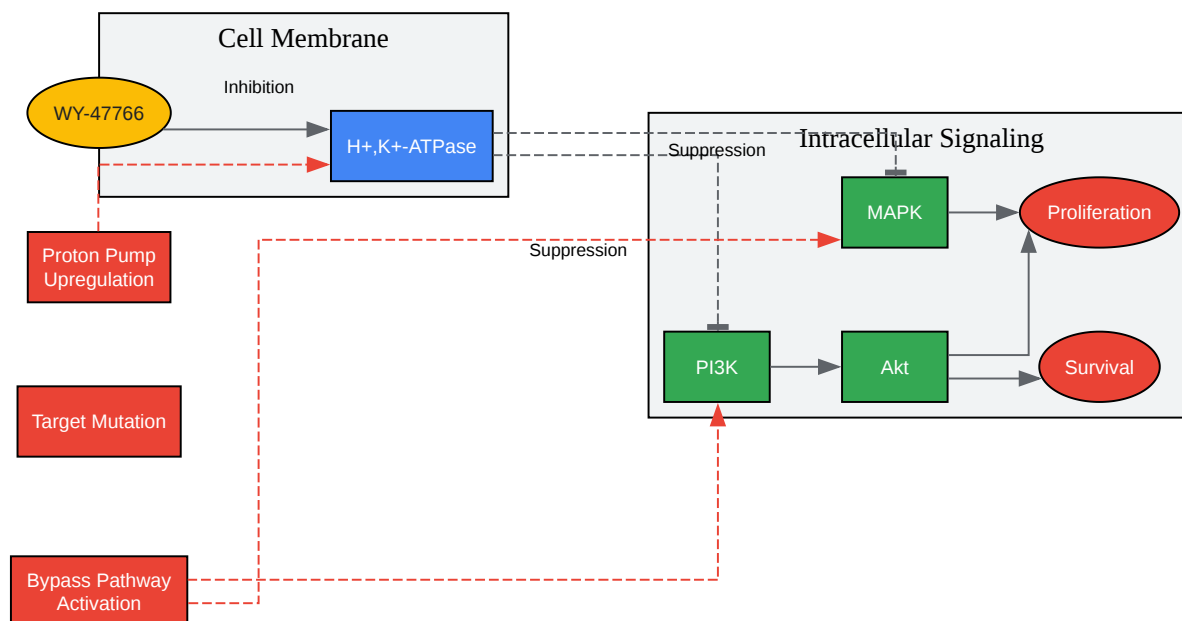 Cell Membrane
Inhibition
WY-47766
H+,K+-ATPase
Intracellular Signaling
Suppression
MAPK
Proliferation
Proton Pump
Upregulation
Suppression
PI3K
Akt
Survival
Target Mutation
Bypass Pathway
Activation